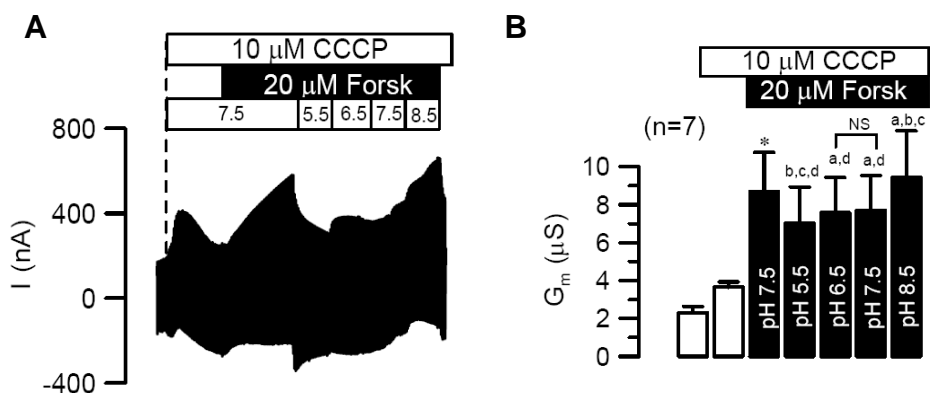 A
10 μM CCCP
20 μM Forsk
7.5 5.5 6.5 7.5 8.5
800
400
0
-400
I (nA)
B
10 μM CCCP
20 μM Forsk
(n=7)
* b,c,d a,d NS a,d a,b,c
10
8
6
4
2
0
Gm (μS)
pH 7.5 pH 5.5 pH 6.5 pH 7.5 pH 8.5